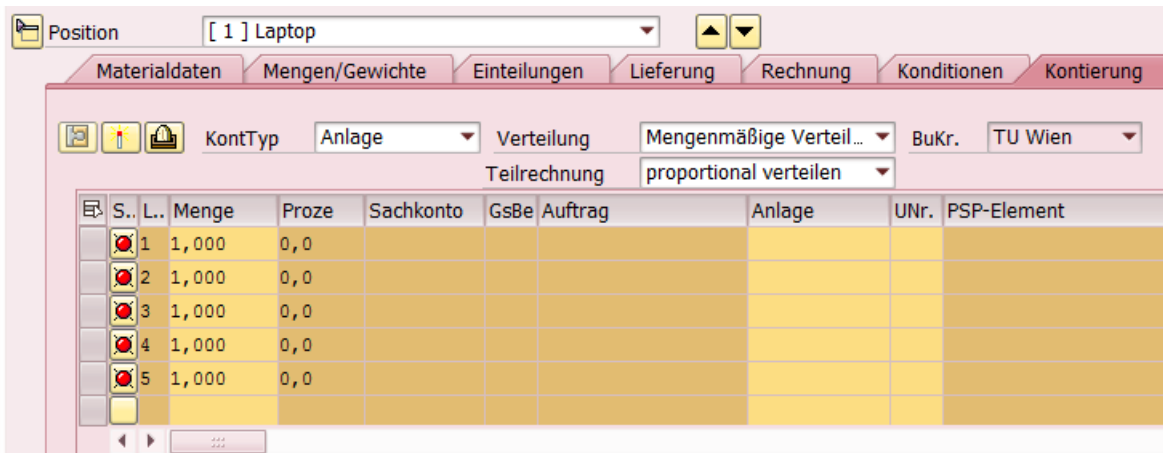 Position [ 1 ] Laptop
Materialdaten Mengen/Gewichte Einteilungen Lieferung Rechnung Konditionen Kontierung
KontTyp Anlage Verteilung Mengenmäßige Verteil... BuKr. TU Wien
Teilrechnung proportional verteilen
S.. L.. Menge Proze Sachkonto GsBe Auftrag Anlage UNr. PSP-Element
1 1,000 0,0
2 1,000 0,0
3 1,000 0,0
4 1,000 0,0
5 1,000 0,0